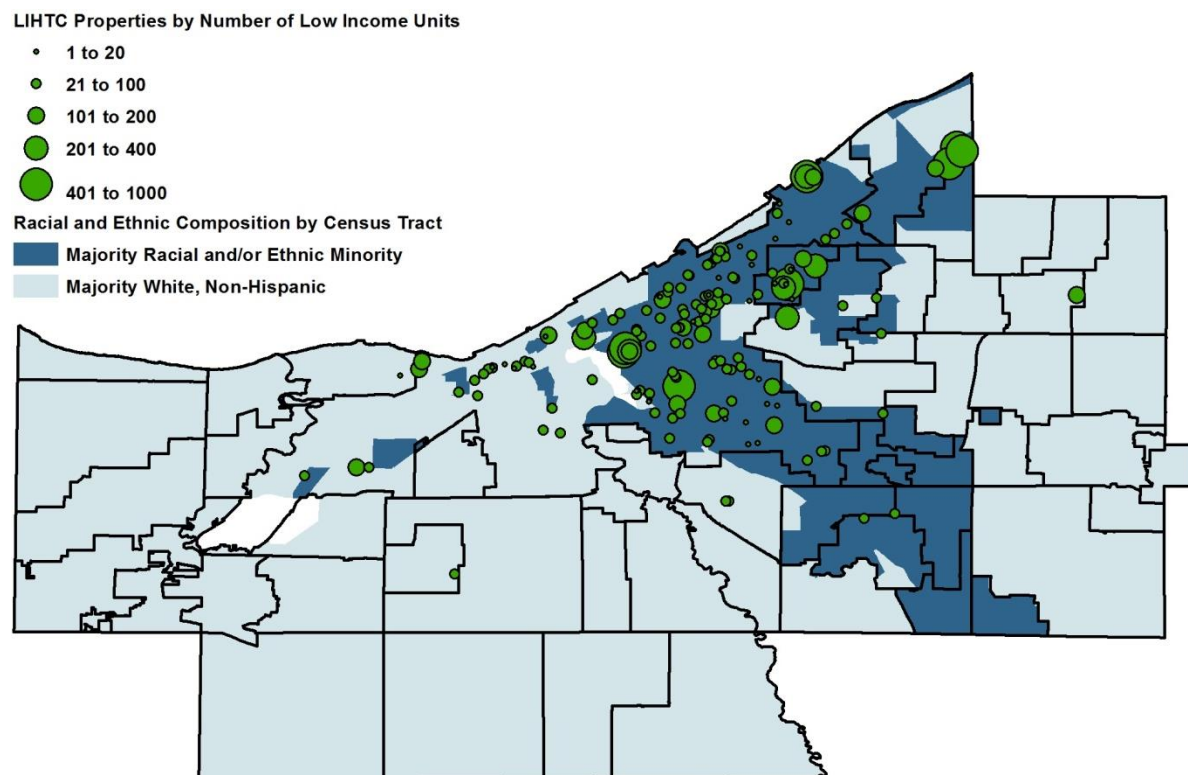 LIHTC Properties by Number of Low Income Units
1 to 20
21 to 100
101 to 200
201 to 400
401 to 1000
Racial and Ethnic Composition by Census Tract
Majority Racial and/or Ethnic Minority
Majority White, Non-Hispanic